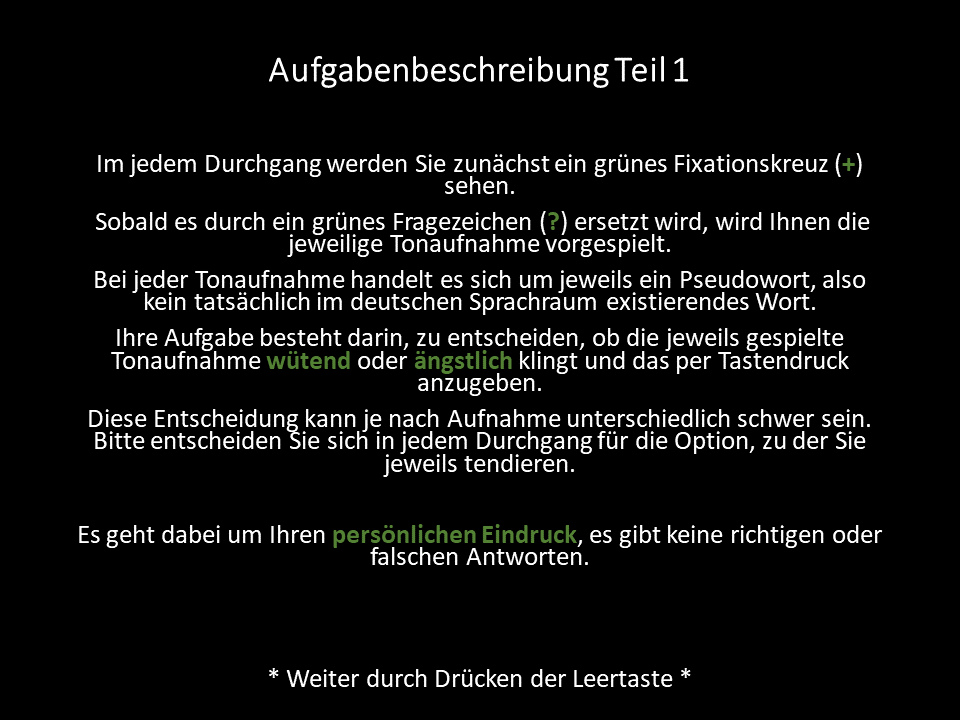 Aufgabenbeschreibung Teil 1
Im jedem Durchgang werden Sie zunächst ein grünes Fixationskreuz (+)
sehen.
Sobald es durch ein grünes Fragezeichen (?) ersetzt wird, wird Ihnen die
jeweilige Tonaufnahme vorgespielt.
Bei jeder Tonaufnahme handelt es sich um jeweils ein Pseudowort, also
kein tatsächlich im deutschen Sprachraum existierendes Wort.
Ihre Aufgabe besteht darin, zu entscheiden, ob die jeweils gespielte
Tonaufnahme wütend oder ängstlich klingt und das per Tastendruck
anzugeben.
Diese Entscheidung kann je nach Aufnahme unterschiedlich schwer sein.
Bitte entscheiden Sie sich in jedem Durchgang für die Option, zu der Sie
jeweils tendieren.
Es geht dabei um Ihren persönlichen Eindruck, es gibt keine richtigen oder
falschen Antworten.
* Weiter durch Drücken der Leertaste *